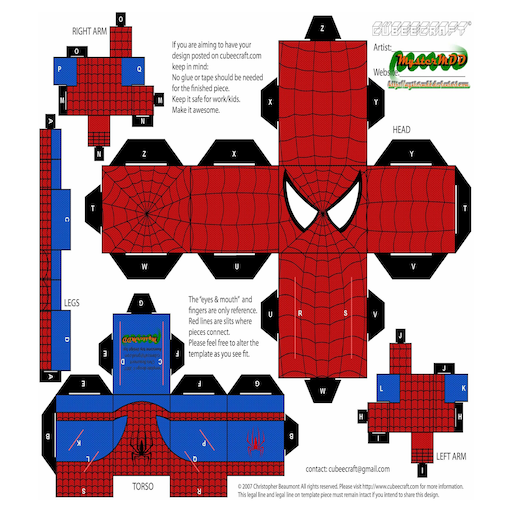 CUBEECRAFT
Artist:
MysterMDD
Website:
RIGHT ARM
If you are aiming to have your
design posted on cubeecraft.com
keep in mind:
No glue or tape should be needed
for the finished piece.
Keep it safe for work/kids.
Make it awesome.
O
P
Q
M
M
N
N
Z
X
Y
X
Y
HEAD
Z
X
Y
T
T
W
U
V
U
V
W
U
R
S
V
W
A
C
D
B
LEGS
G
D
C
The "eyes & mouth" and
fingers are only reference.
Red lines are slits where
pieces connect.
Please feel free to alter the
template as you see fit.
E
F
E
F
G
A
B
K
P
L
Q
S
R
TORSO
J
J
L
K
H
H
I
I
LEFT ARM
contact: cubeecraft@gmail.com
© 2007 Christopher Beaumont All rights reserved. Please visit http://www.cubeecraft.com for more information.
This legal line and legal line on template piece must remain intact if you intend to share this design.